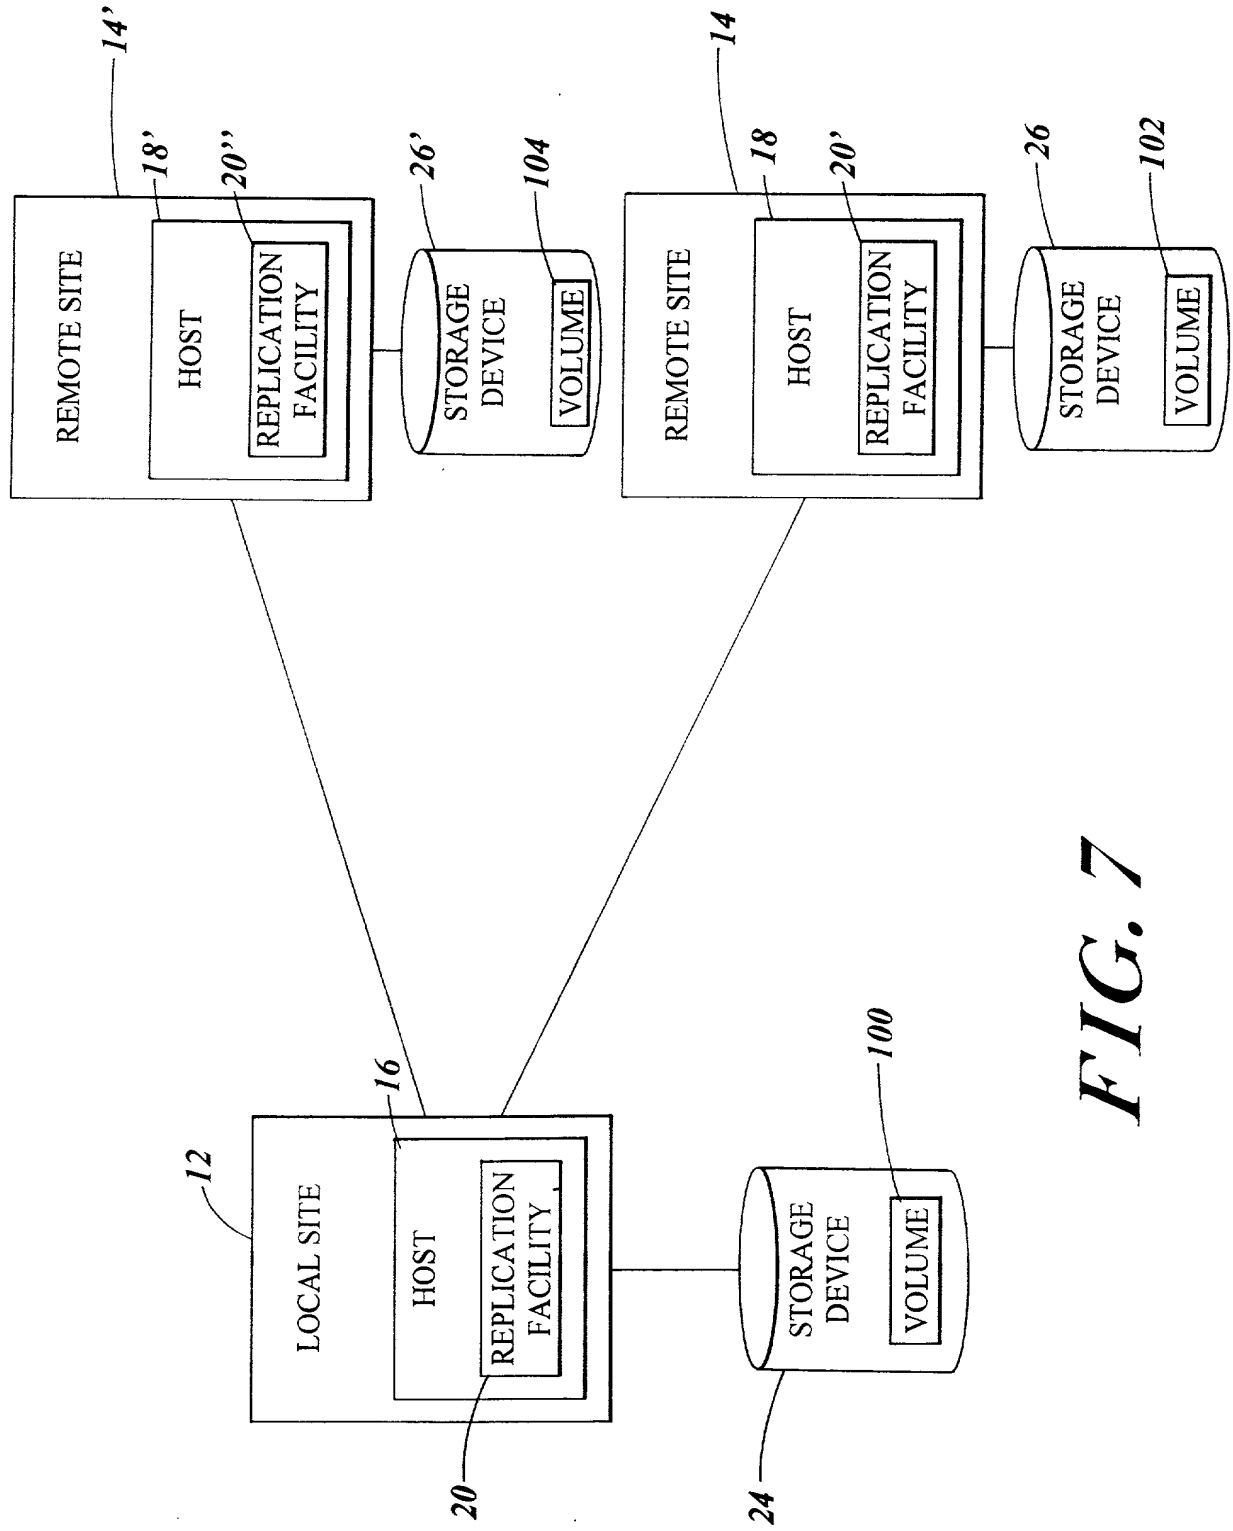 14'
REMOTE SITE
18'
HOST
20''
REPLICATION
FACILITY
26'
STORAGE
DEVICE
104
VOLUME
14
REMOTE SITE
18
HOST
20'
REPLICATION
FACILITY
26
STORAGE
DEVICE
102
VOLUME
12
LOCAL SITE
16
HOST
REPLICATION
FACILITY
20
STORAGE
DEVICE
100
VOLUME
24
FIG. 7